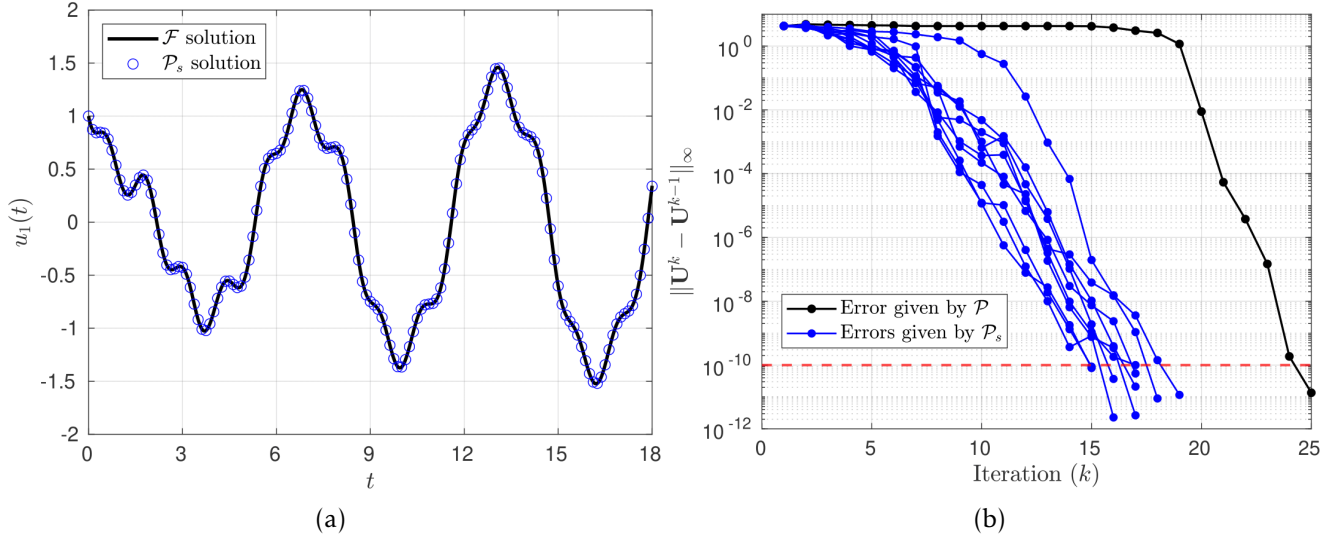 2
1.5
1
0.5
0
-0.5
-1
-1.5
-2
0 3 6 9 12 15 18
u₁(t)
t
𝓕 solution
𝓟ₛ solution
(a)
10⁰
10⁻²
10⁻⁴
10⁻⁶
10⁻⁸
10⁻¹⁰
10⁻¹²
0 5 10 15 20 25
‖𝐔ᵏ − 𝐔ᵏ⁻¹‖∞
Iteration (k)
Error given by 𝓟
Errors given by 𝓟ₛ
(b)